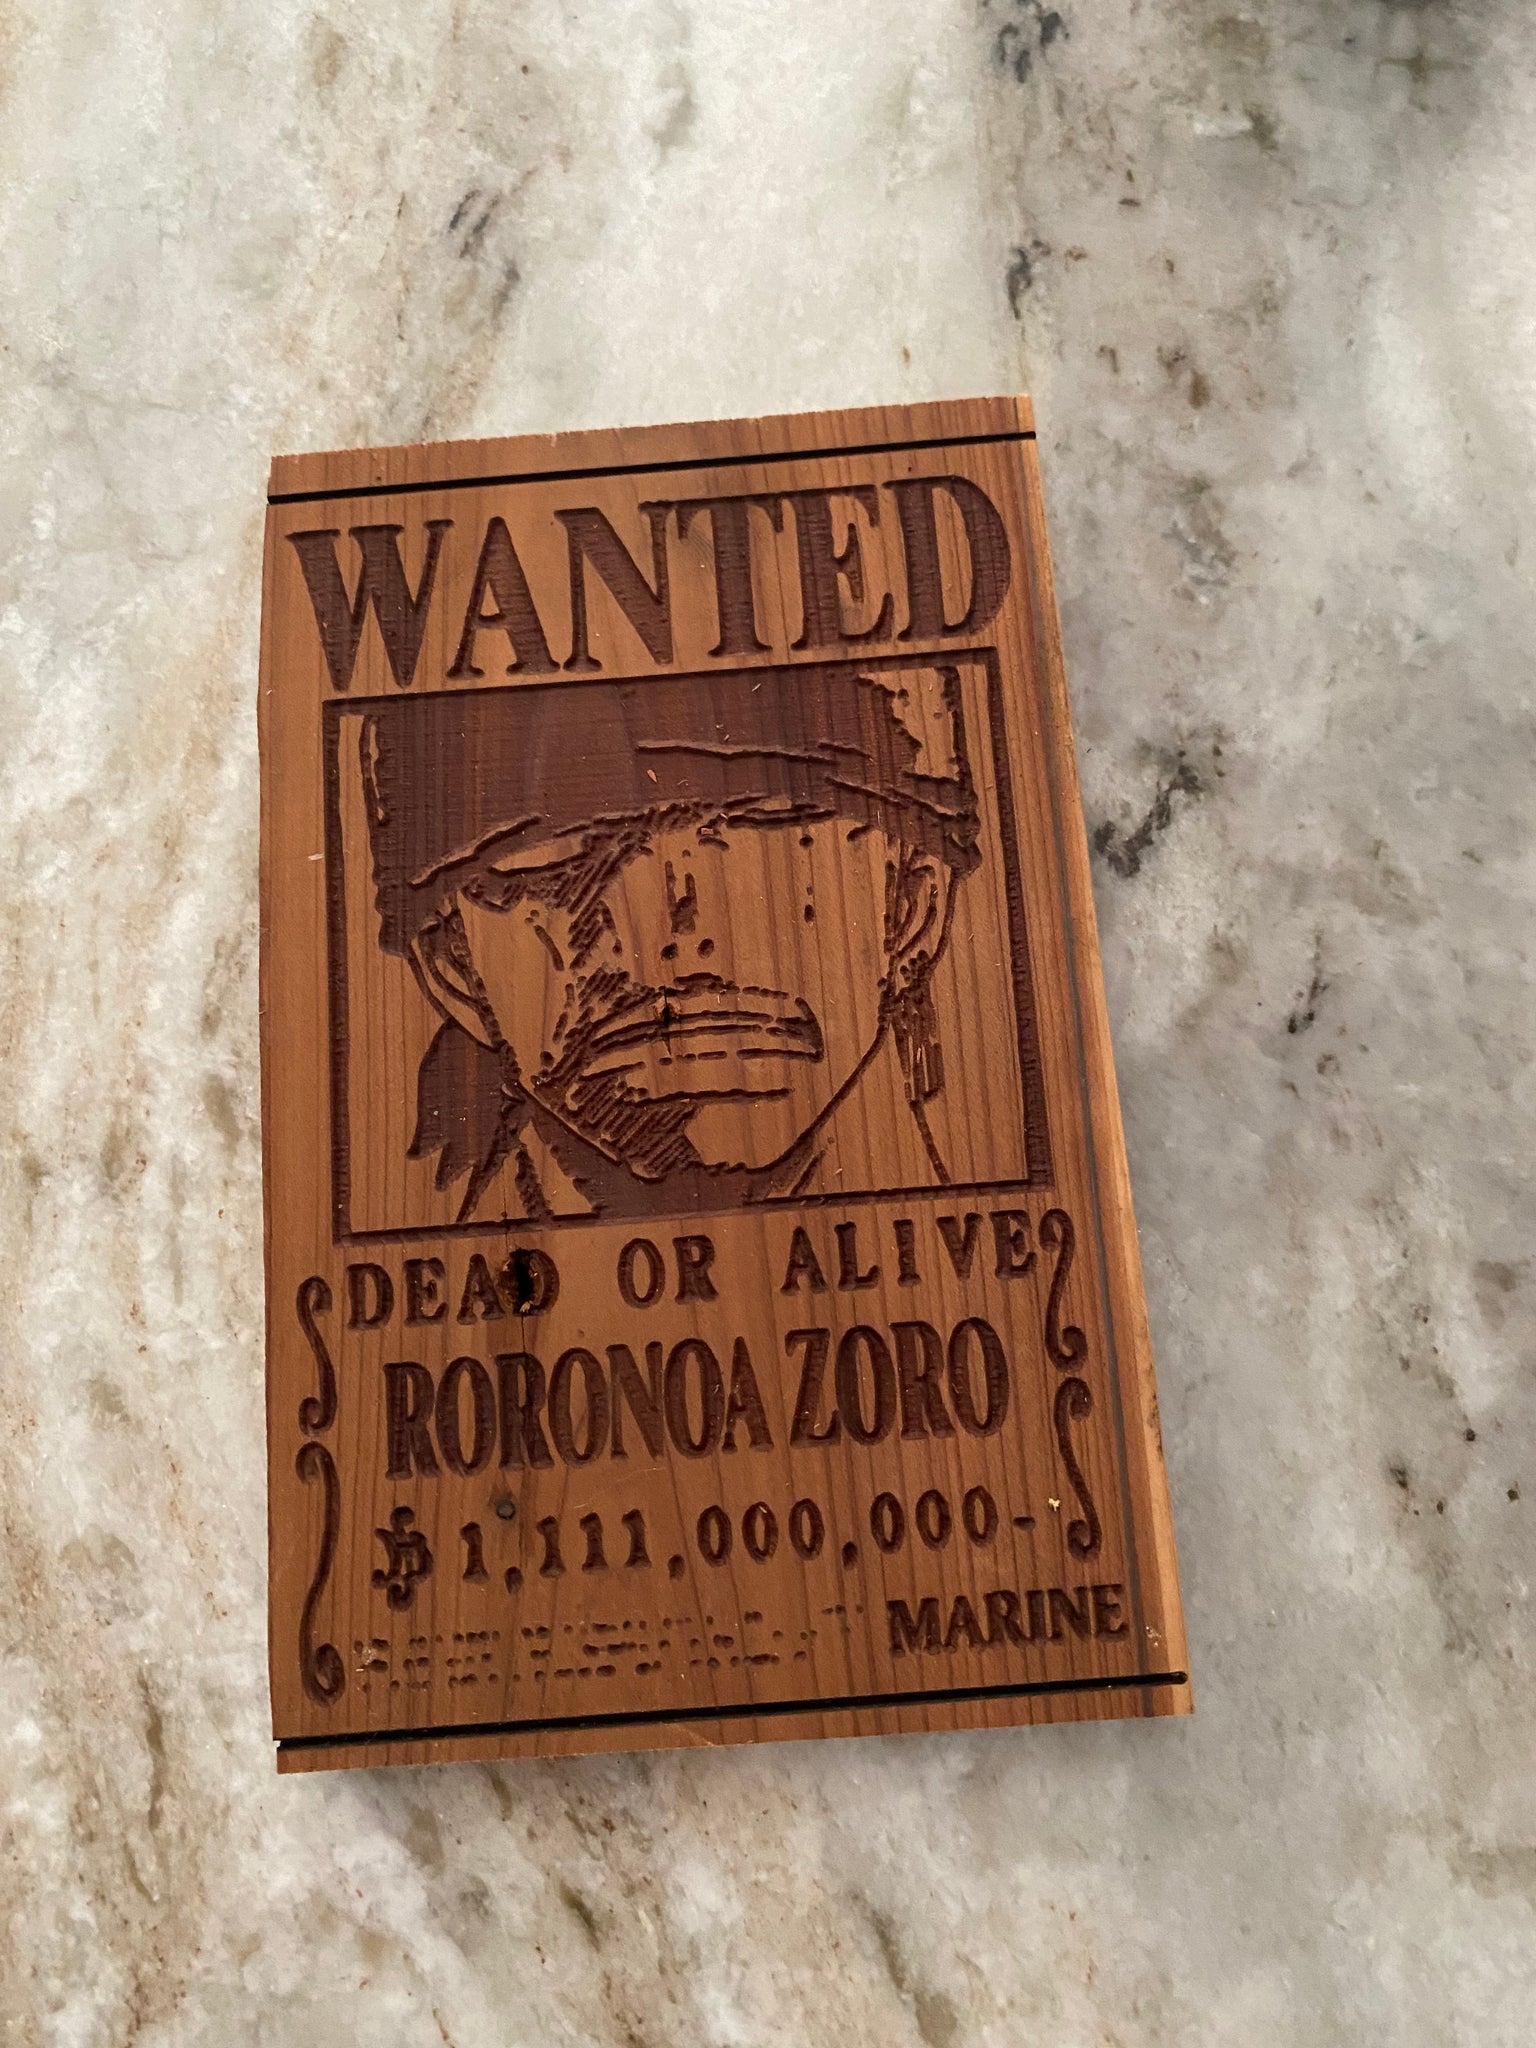 WANTED
DEAD OR ALIVE
RORONOA ZORO
฿ 1,111,000,000-
MARINE